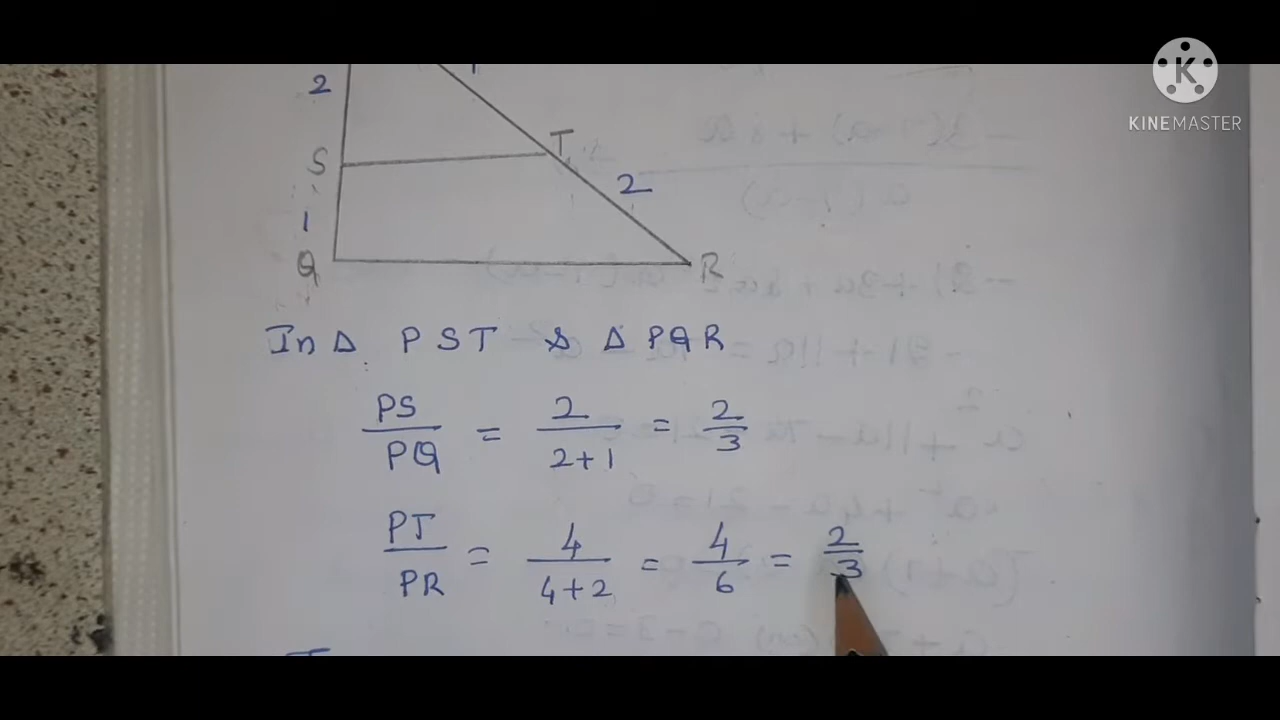 2
S
T
2
1
Q
R
KINEMASTER
In Δ PST & Δ PQR
PS/PQ = 2/2+1 = 2/3
PT/PR = 4/4+2 = 4/6 = 2/3